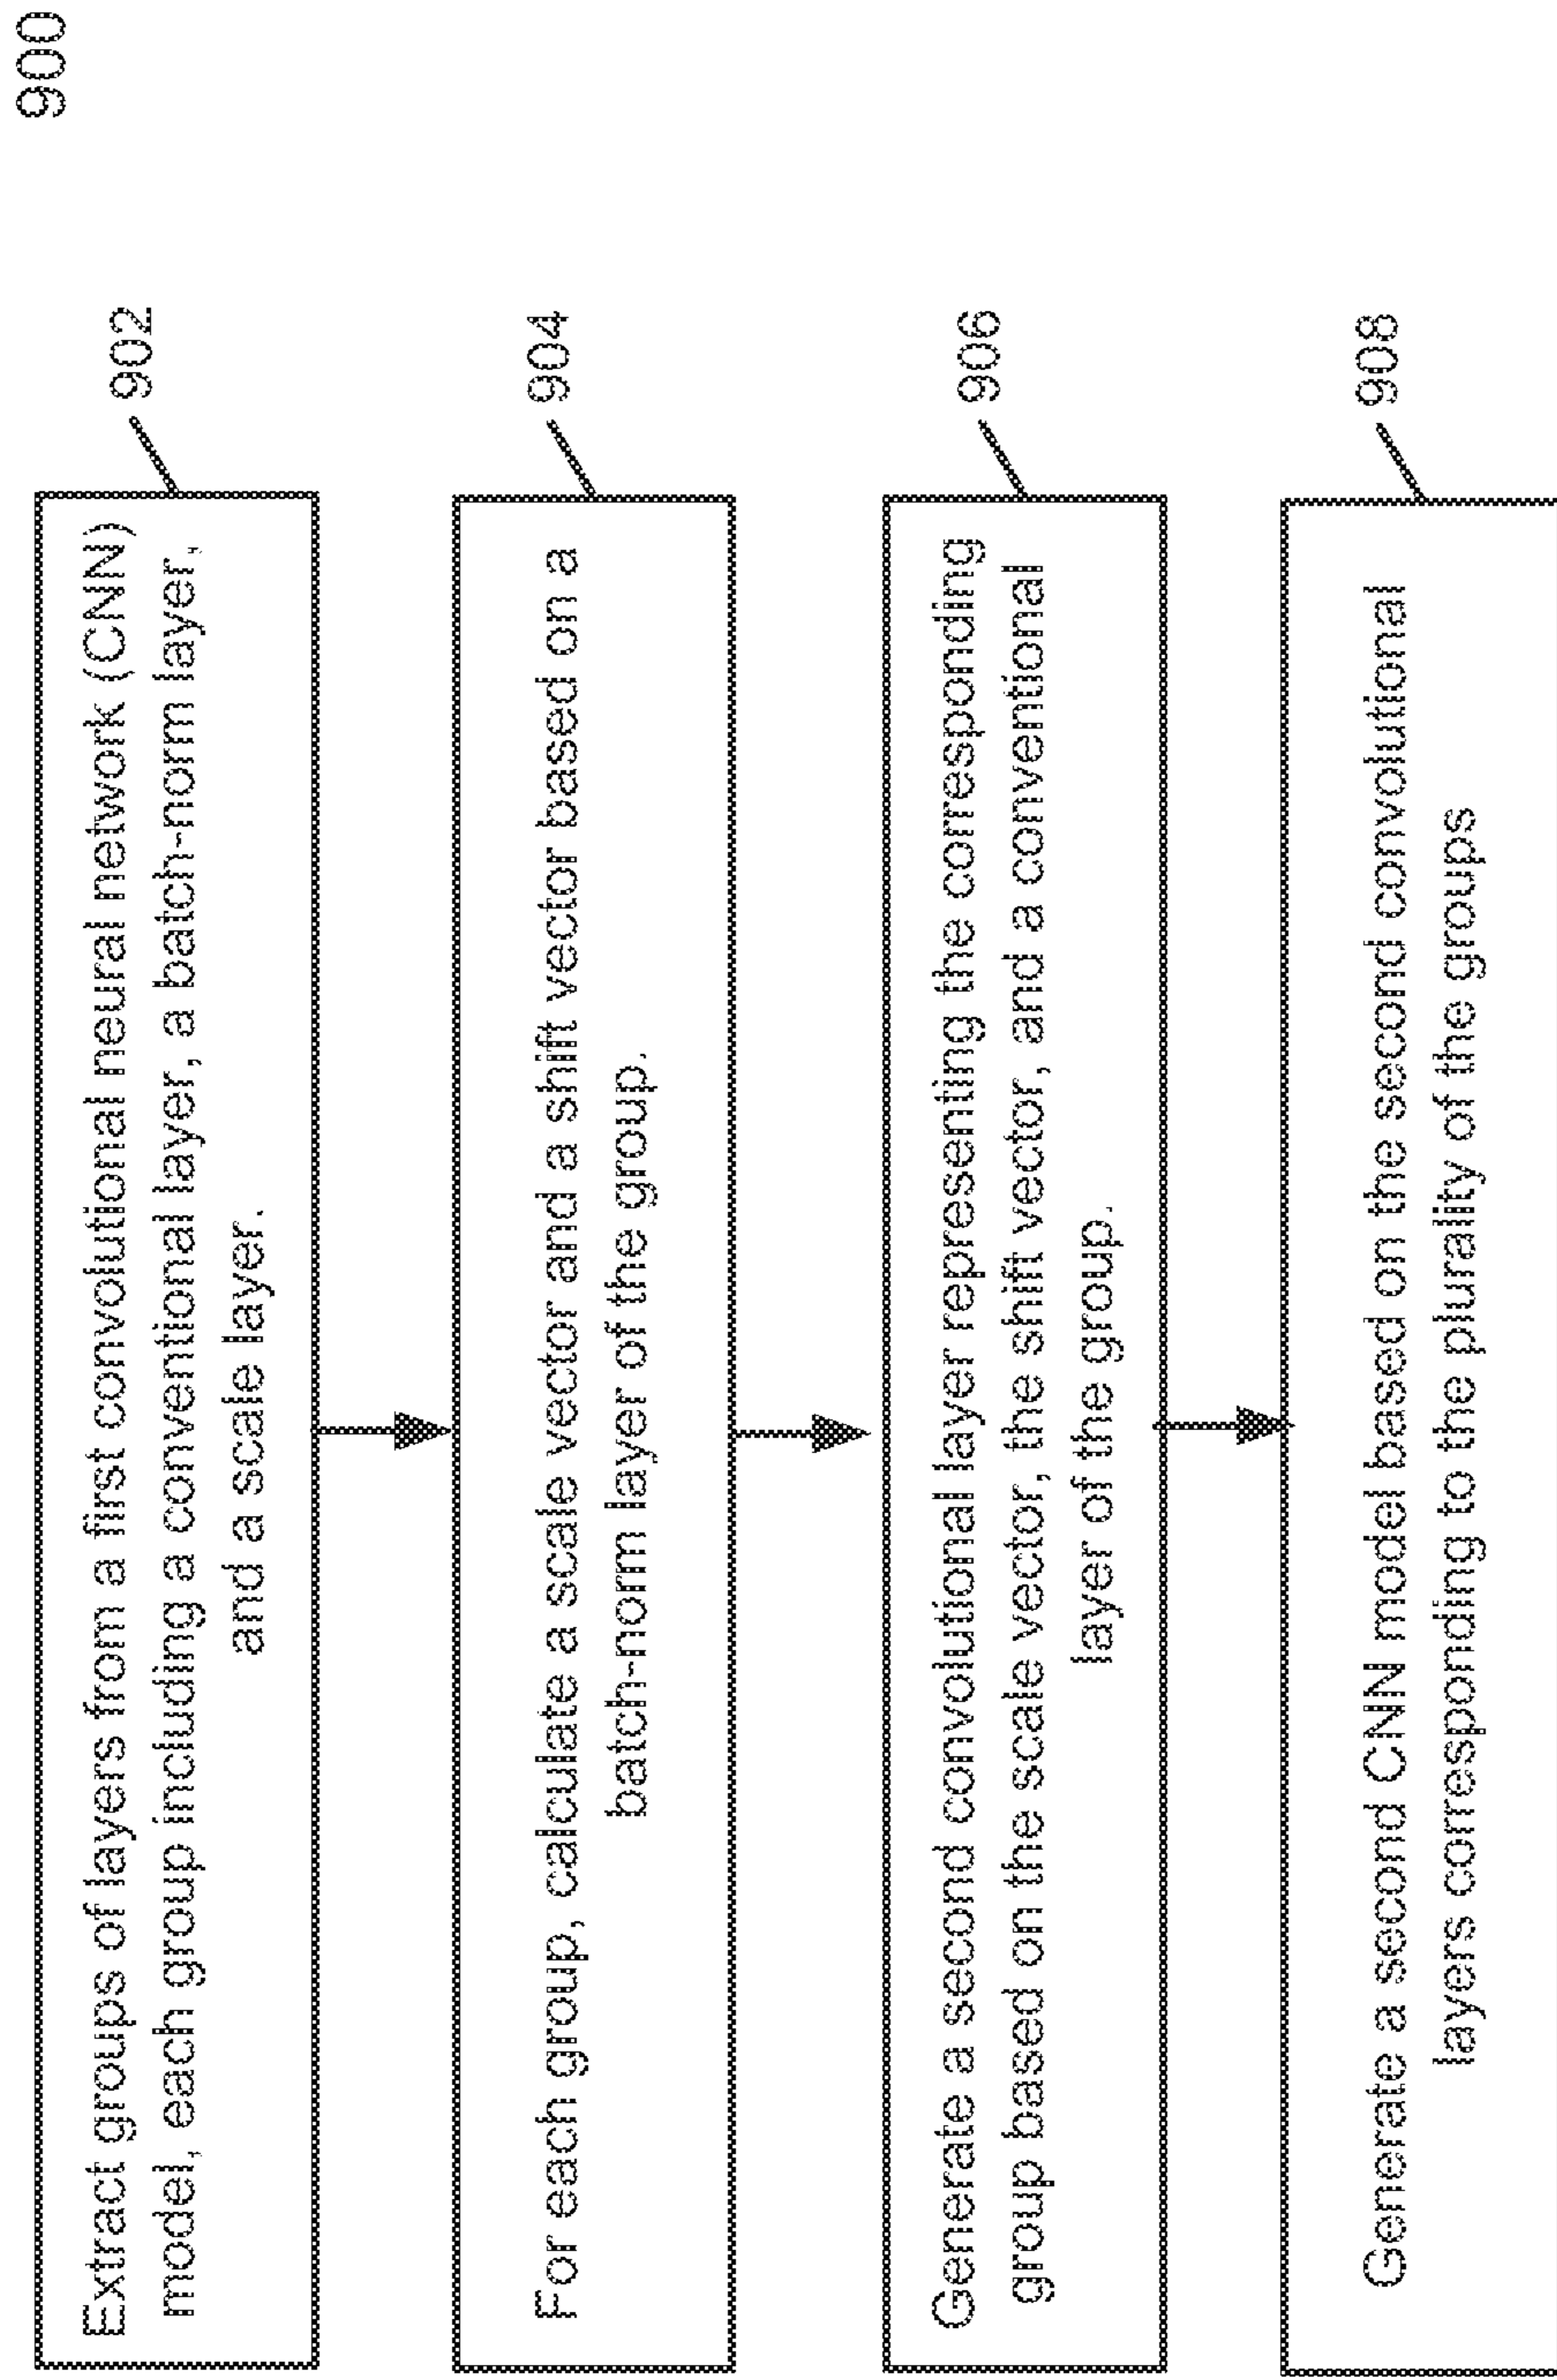 900
Extract groups of layers from a first convolutional neural network (CNN)
model, each group including a conventional layer, a batch-norm layer,
and a scale layer.
902
For each group, calculate a scale vector and a shift vector based on a
batch-norm layer of the group.
904
Generate a second convolutional layer representing the corresponding
group based on the scale vector, the shift vector, and a conventional
layer of the group.
906
Generate a second CNN model based on the second convolutional
layers corresponding to the plurality of the groups
908